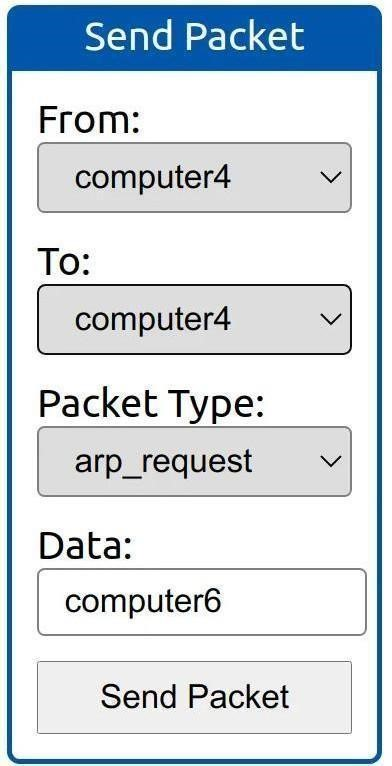 Send Packet
From:
computer4
To:
computer4
Packet Type:
arp_request
Data:
computer6
Send Packet